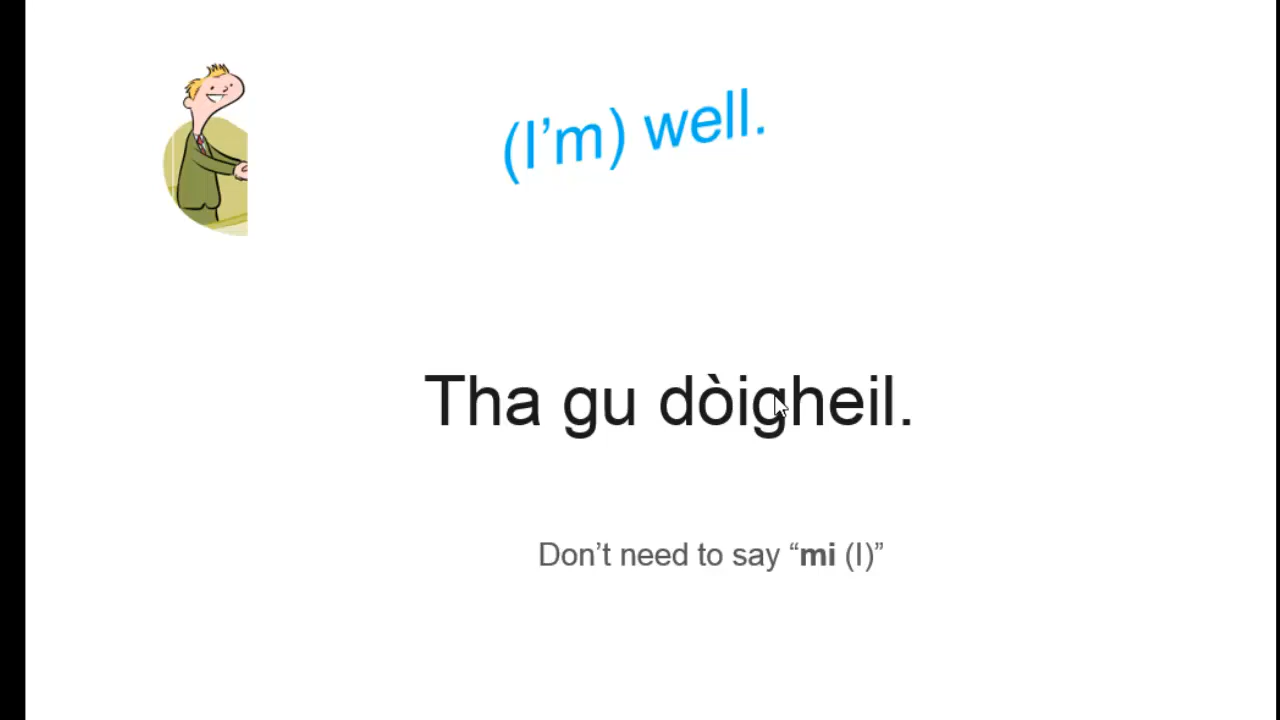 (I’m) well.
Tha gu dòigheil.
Don’t need to say “mi (I)”